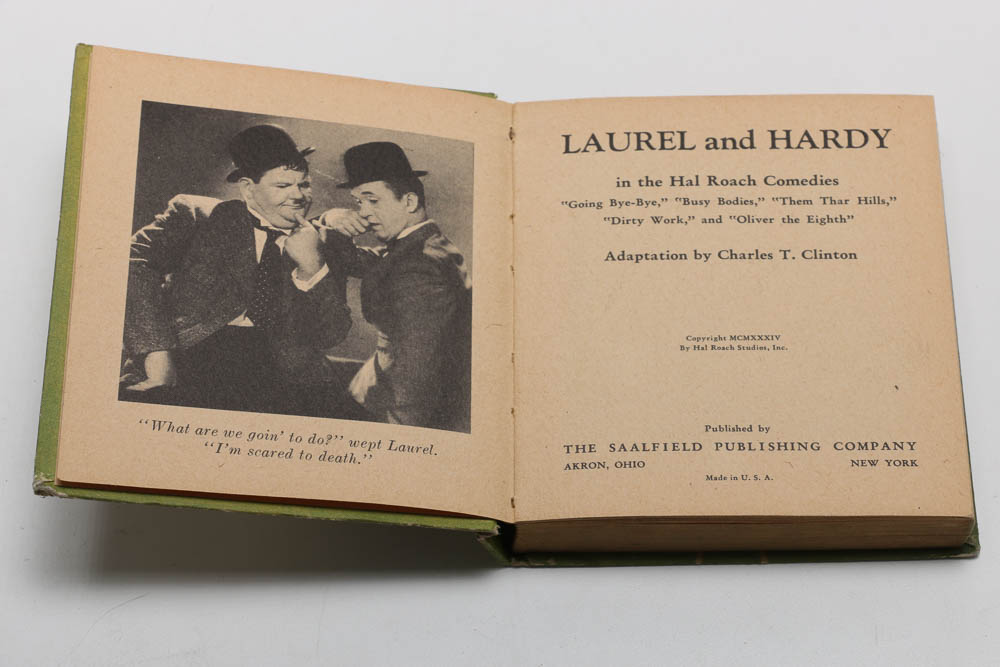 "What are we goin' to do?" wept Laurel.
"I'm scared to death."
LAUREL and HARDY
in the Hal Roach Comedies
"Going Bye-Bye," "Busy Bodies," "Them Thar Hills,"
"Dirty Work," and "Oliver the Eighth"
Adaptation by Charles T. Clinton
Copyright MCMXXXIV
By Hal Roach Studios, Inc.
Published by
THE SAALFIELD PUBLISHING COMPANY
AKRON, OHIO NEW YORK
Made in U. S. A.